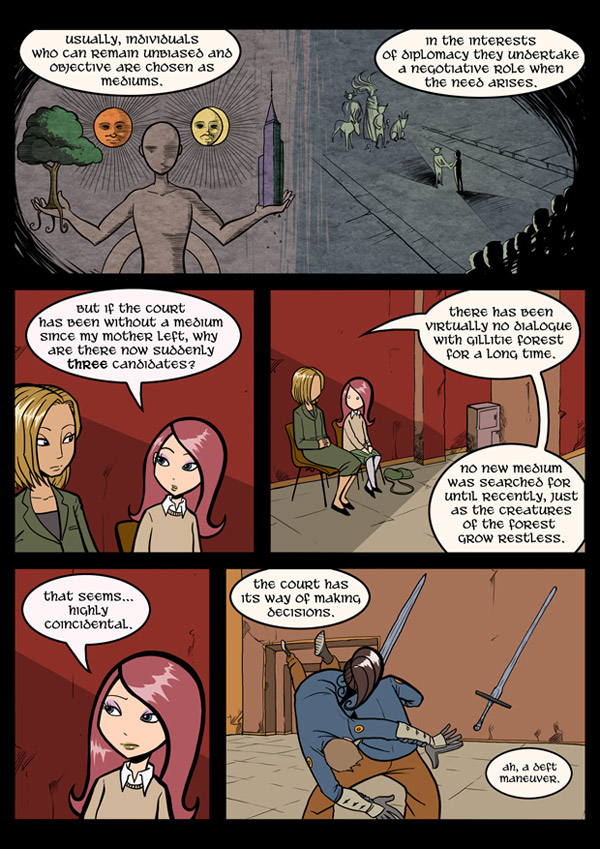 usually, individuals
who can remain unbiased and
objective are chosen as
mediums.
in the interests
of diplomacy they undertake
a negotiative role when
the need arises.
but if the court
has been without a medium
since my mother left, why
are there now suddenly
three candidates?
there has been
virtually no dialogue
with gillitie forest
for a long time.
no new medium
was searched for
until recently, just
as the creatures
of the forest
grow restless.
that seems...
highly
coincidental.
the court has
its way of making
decisions.
ah, a deft
maneuver.